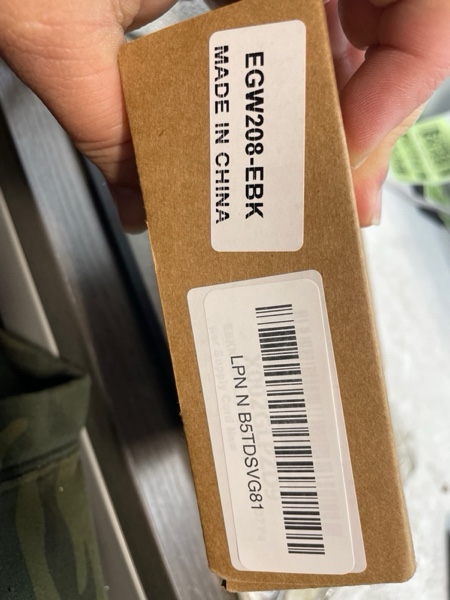 EGW208-EBK
MADE IN CHINA
LPN N B5TDSVG81